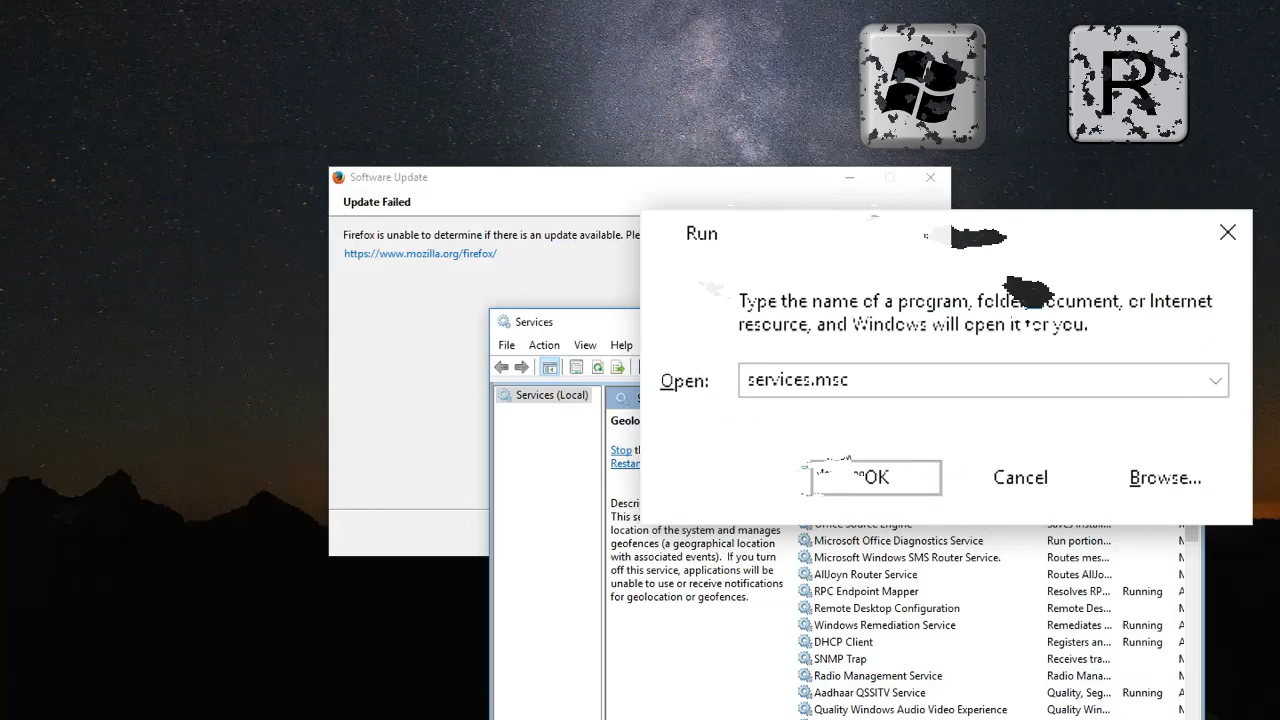 R
Software Update
Update Failed
Firefox is unable to determine if there is an update available. Ple
https://www.mozilla.org/firefox/
Run
Type the name of a program, folder, document, or Internet
resource, and Windows will open it for you.
Open: services.msc
OK Cancel Browse...
Services
File Action View Help
Services (Local)
Geolo
Stop th
Restar
Descri
This se
location of the system and manages
geofences (a geographical location
with associated events). If you turn
off this service, applications will be
unable to use or receive notifications
for geolocation or geofences.
Microsoft Office Diagnostics Service Run portion...
Microsoft Windows SMS Router Service. Routes mes...
AllJoyn Router Service Routes AllJo...
RPC Endpoint Mapper Resolves RP... Running
Remote Desktop Configuration Remote Des...
Windows Remediation Service Remediates ... Running
DHCP Client Registers an... Running
SNMP Trap Receives tra...
Radio Management Service Radio Mana...
Aadhaar QSSITV Service Quality, Seg... Running
Quality Windows Audio Video Experience Quality Win...